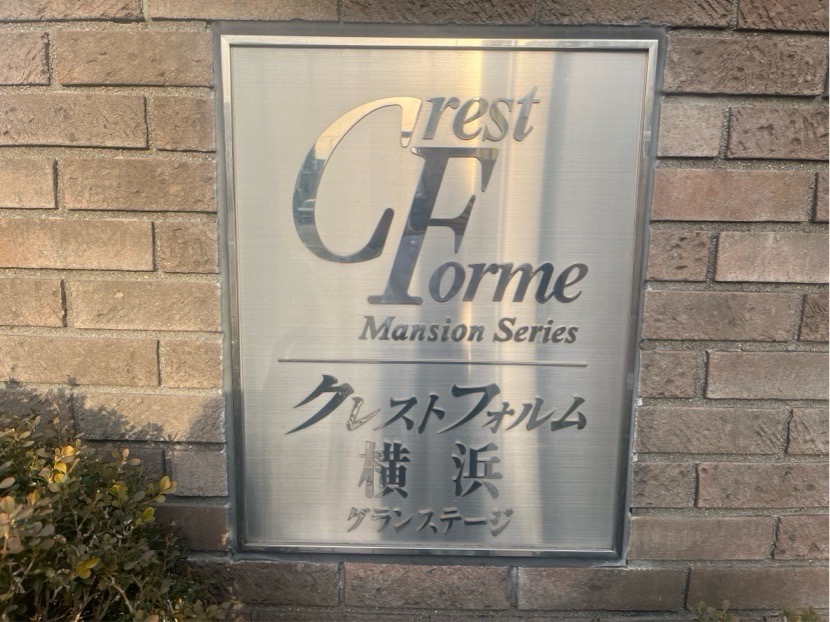 Crest
Forme
Mansion Series
クレストフォルム
横浜
グランステージ